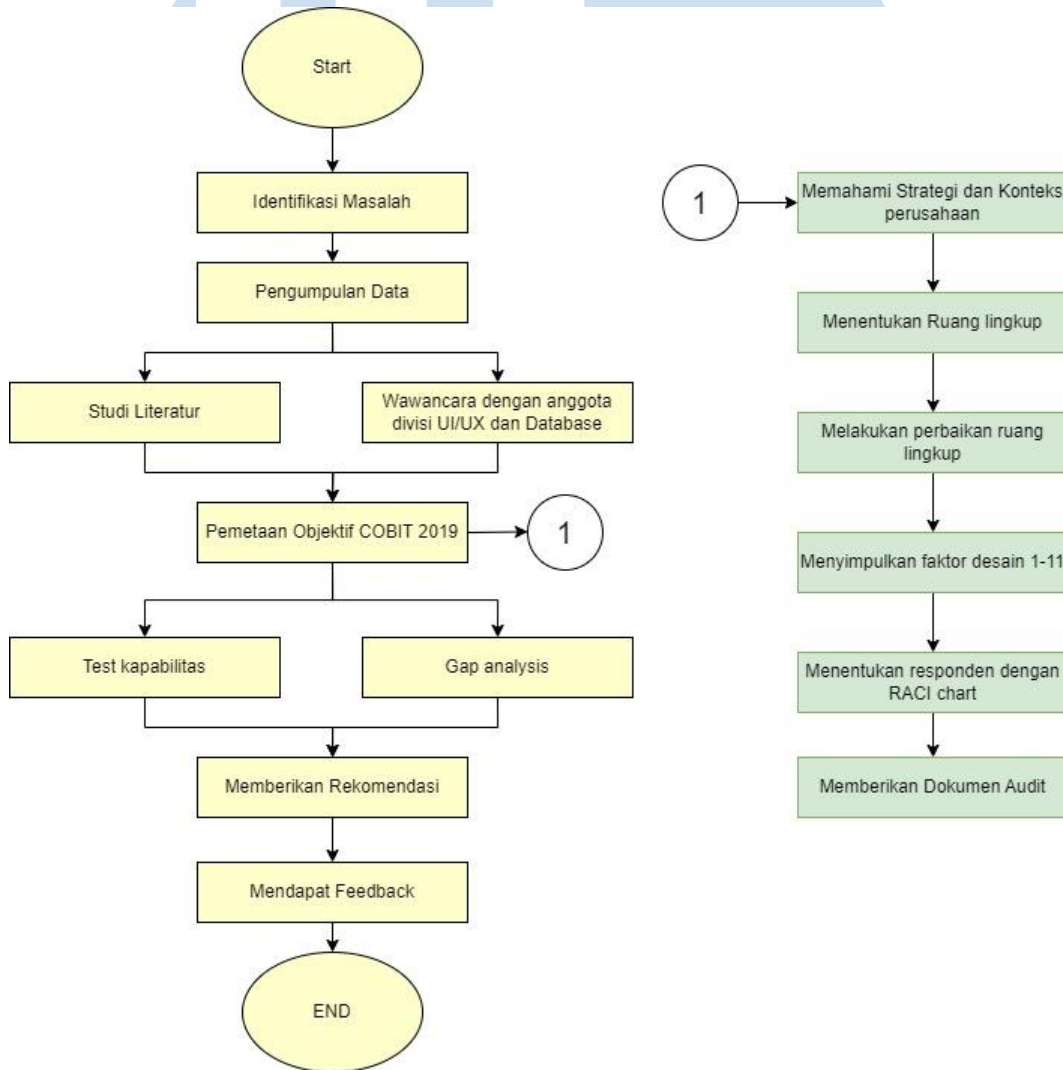 Start
Identifikasi Masalah
Pengumpulan Data
Studi Literatur
Wawancara dengan anggota
divisi UI/UX dan Database
Pemetaan Objektif COBIT 2019
1
Test kapabilitas
Gap analysis
Memberikan Rekomendasi
Mendapat Feedback
END
1
Memahami Strategi dan Konteks
perusahaan
Menentukan Ruang lingkup
Melakukan perbaikan ruang
lingkup
Menyimpulkan faktor desain 1-11
Menentukan responden dengan
RACI chart
Memberikan Dokumen Audit